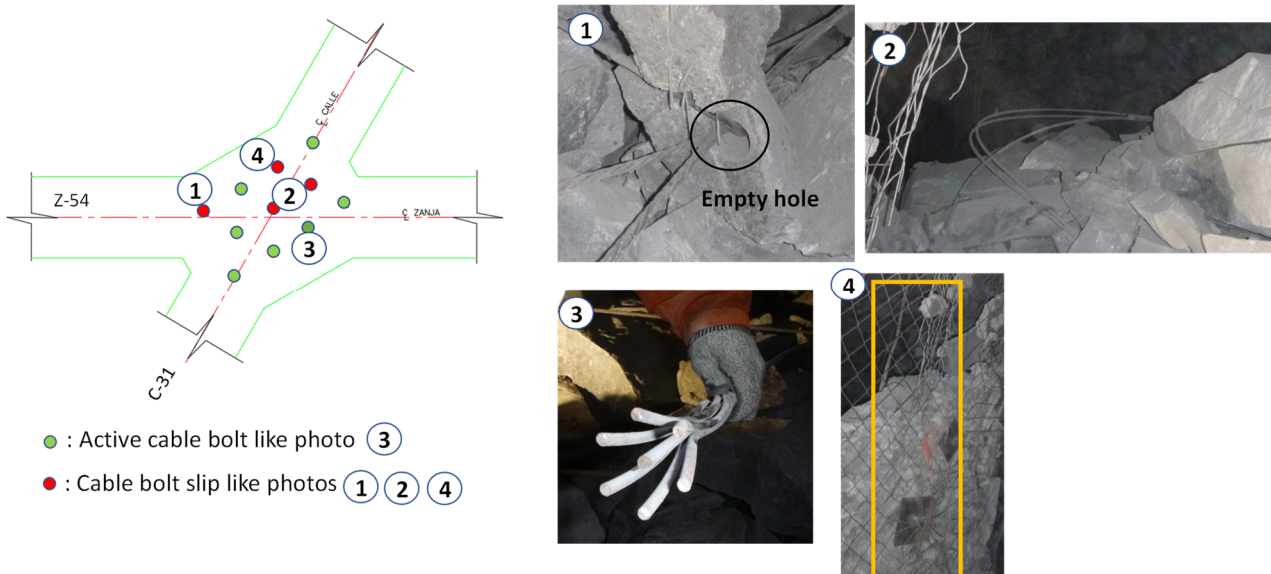 4
1
2
3
Z-54
℄ CALLE
℄ ZANJA
C-31
: Active cable bolt like photo 3
: Cable bolt slip like photos 1 2 4
1
Empty hole
2
3
4